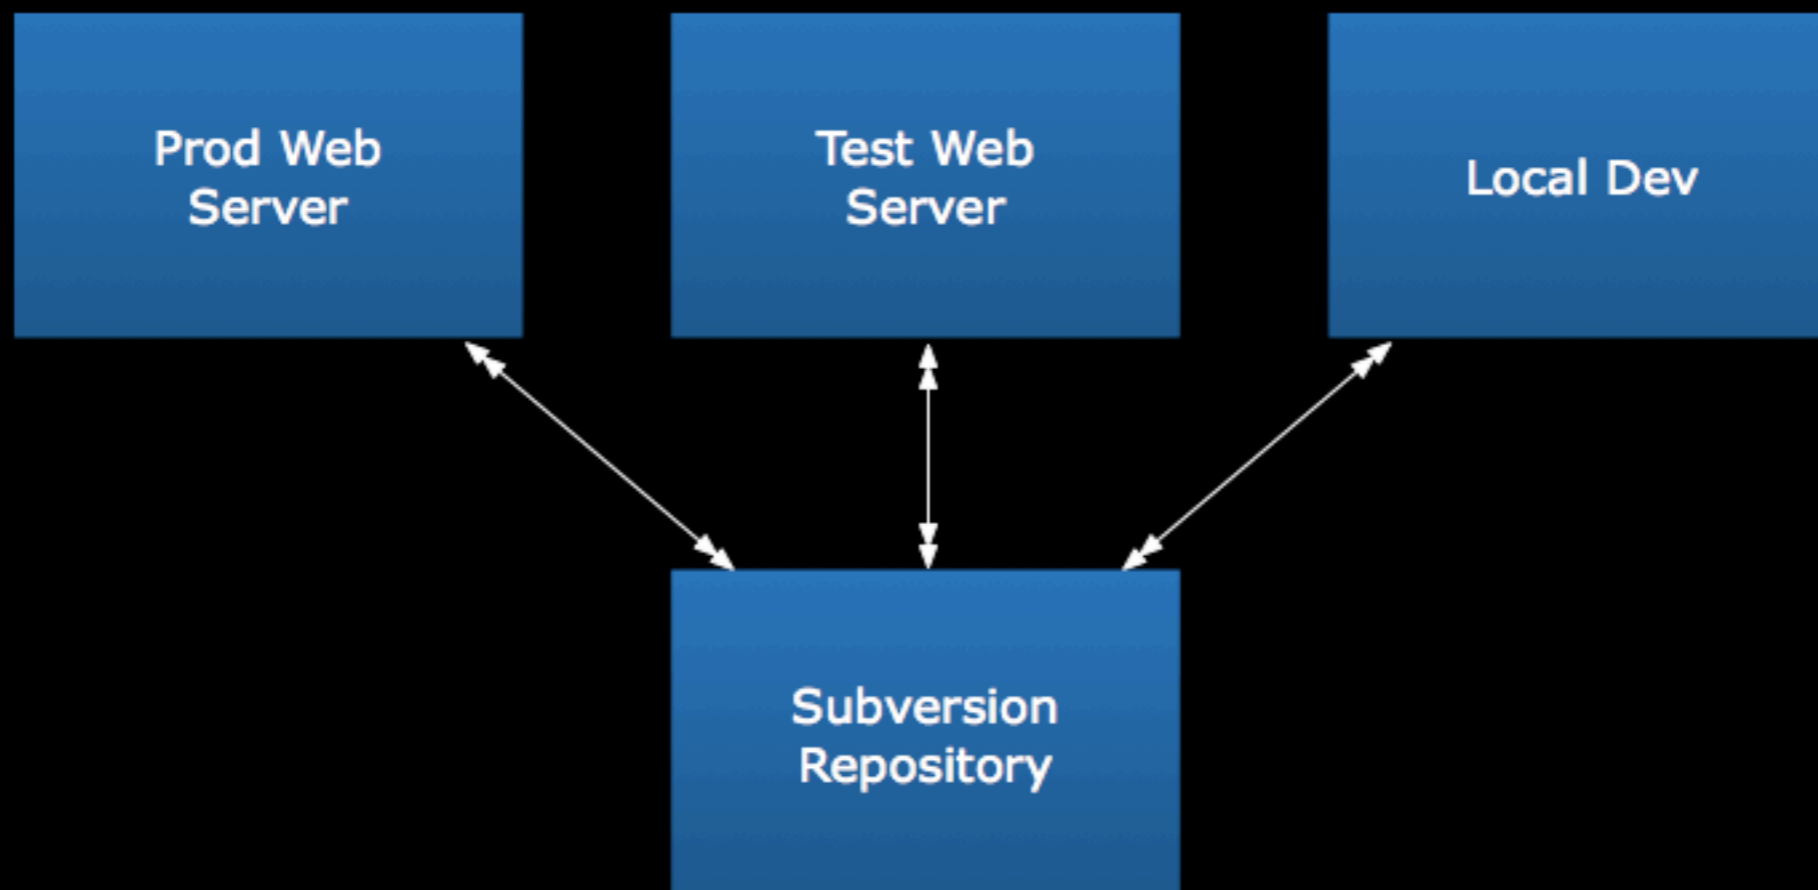 Prod Web
Server
Test Web
Server
Local Dev
Subversion
Repository